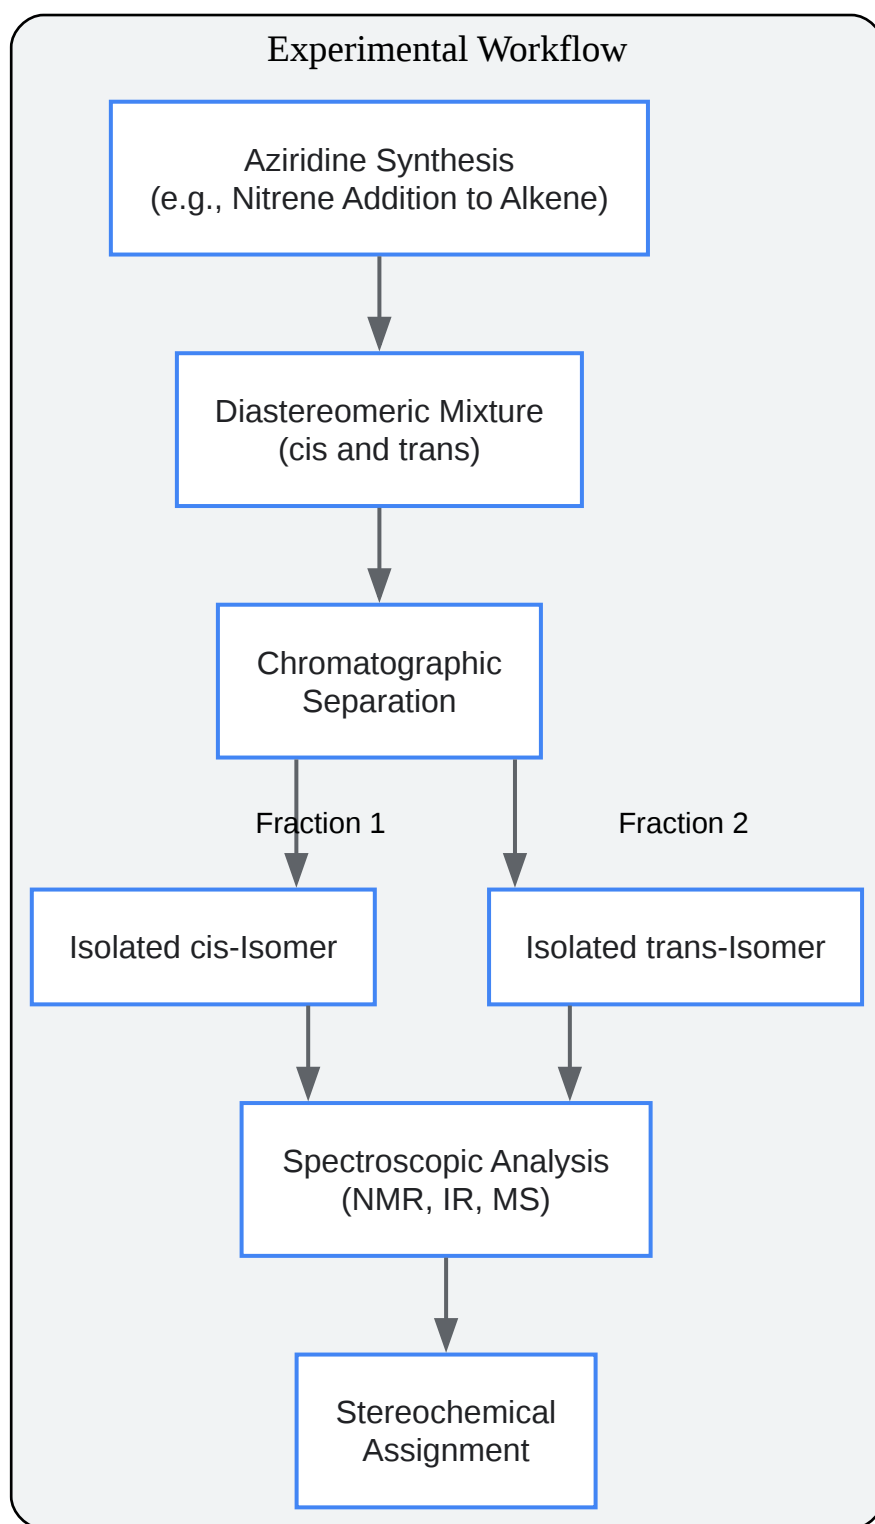 Experimental Workflow
Aziridine Synthesis
(e.g., Nitrene Addition to Alkene)
Diastereomeric Mixture
(cis and trans)
Chromatographic
Separation
Fraction 1
Fraction 2
Isolated cis-Isomer
Isolated trans-Isomer
Spectroscopic Analysis
(NMR, IR, MS)
Stereochemical
Assignment